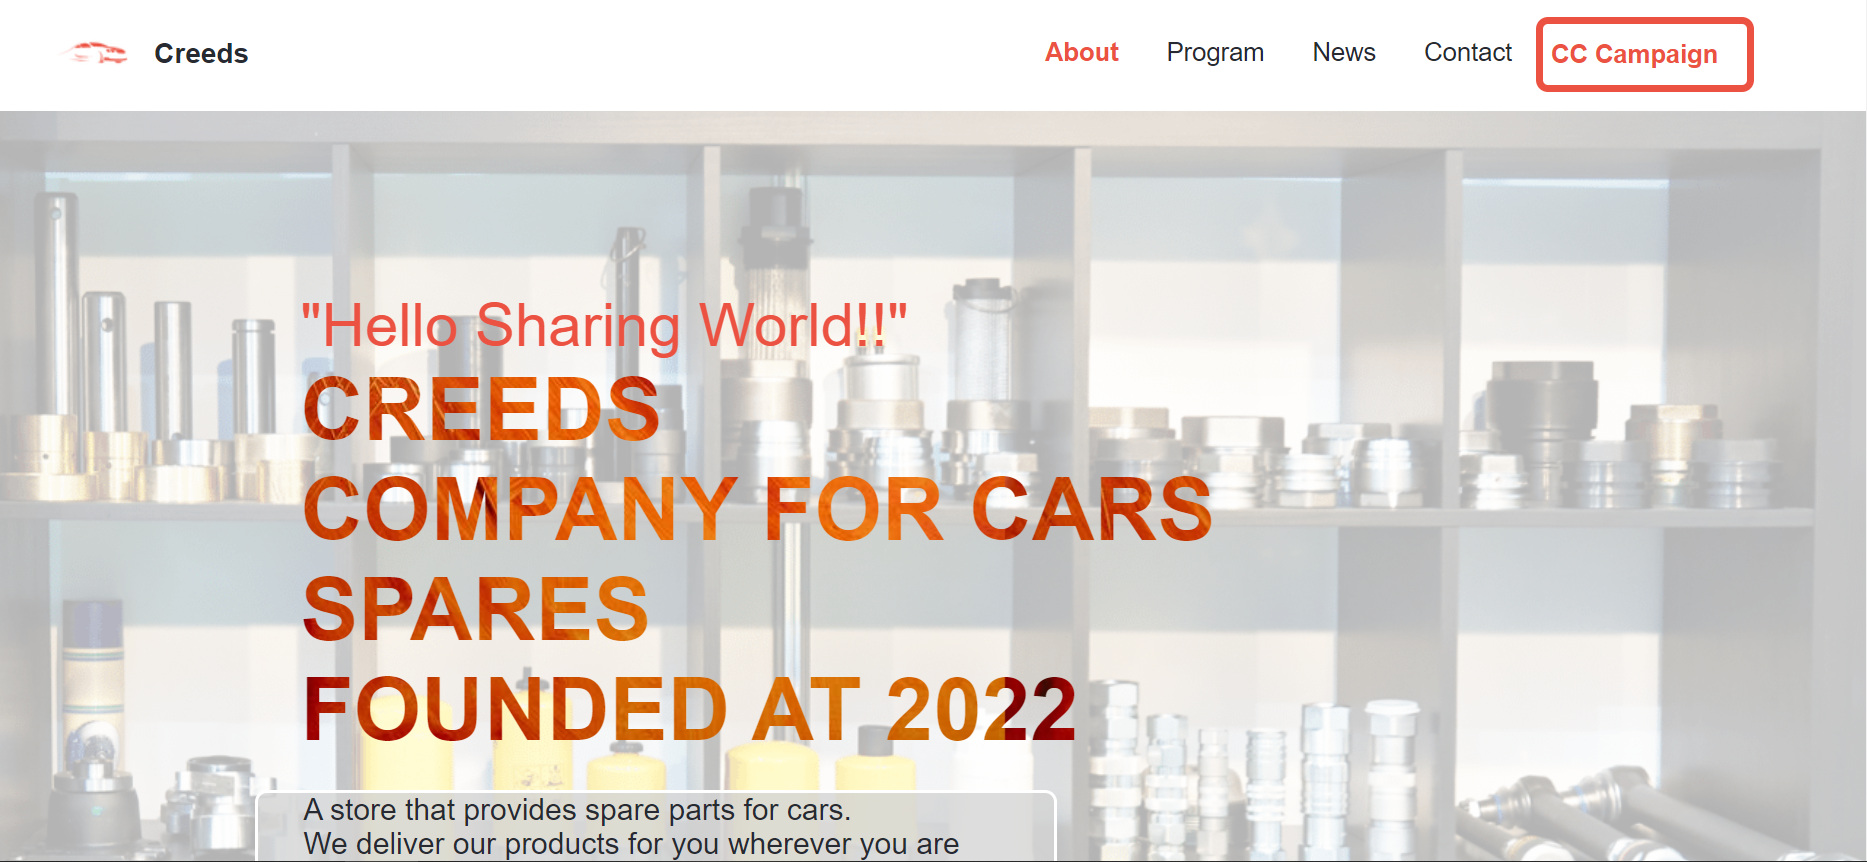 Creeds
About Program News Contact CC Campaign
"Hello Sharing World!!"
CREEDS
COMPANY FOR CARS
SPARES
FOUNDED AT 2022
A store that provides spare parts for cars.
We deliver our products for you wherever you are